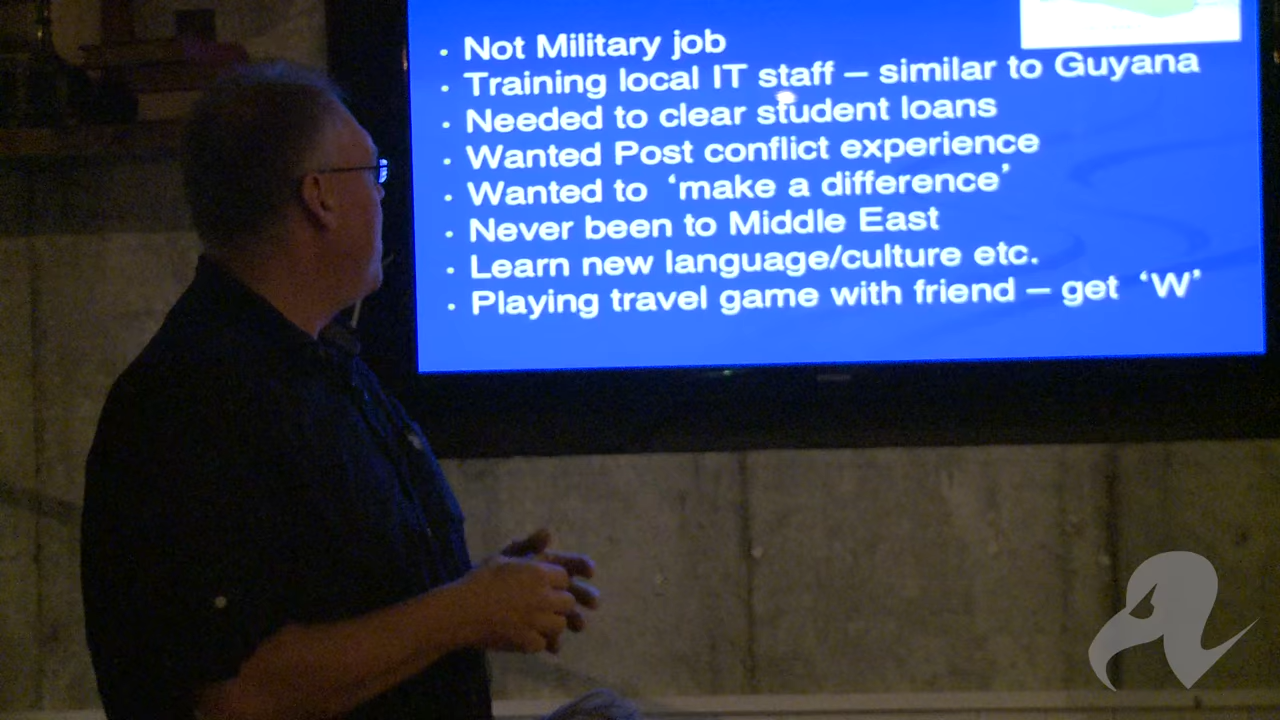 · Not Military job
· Training local IT staff – similar to Guyana
· Needed to clear student loans
· Wanted Post conflict experience
· Wanted to ‘make a difference’
· Never been to Middle East
· Learn new language/culture etc.
· Playing travel game with friend – get ‘W’